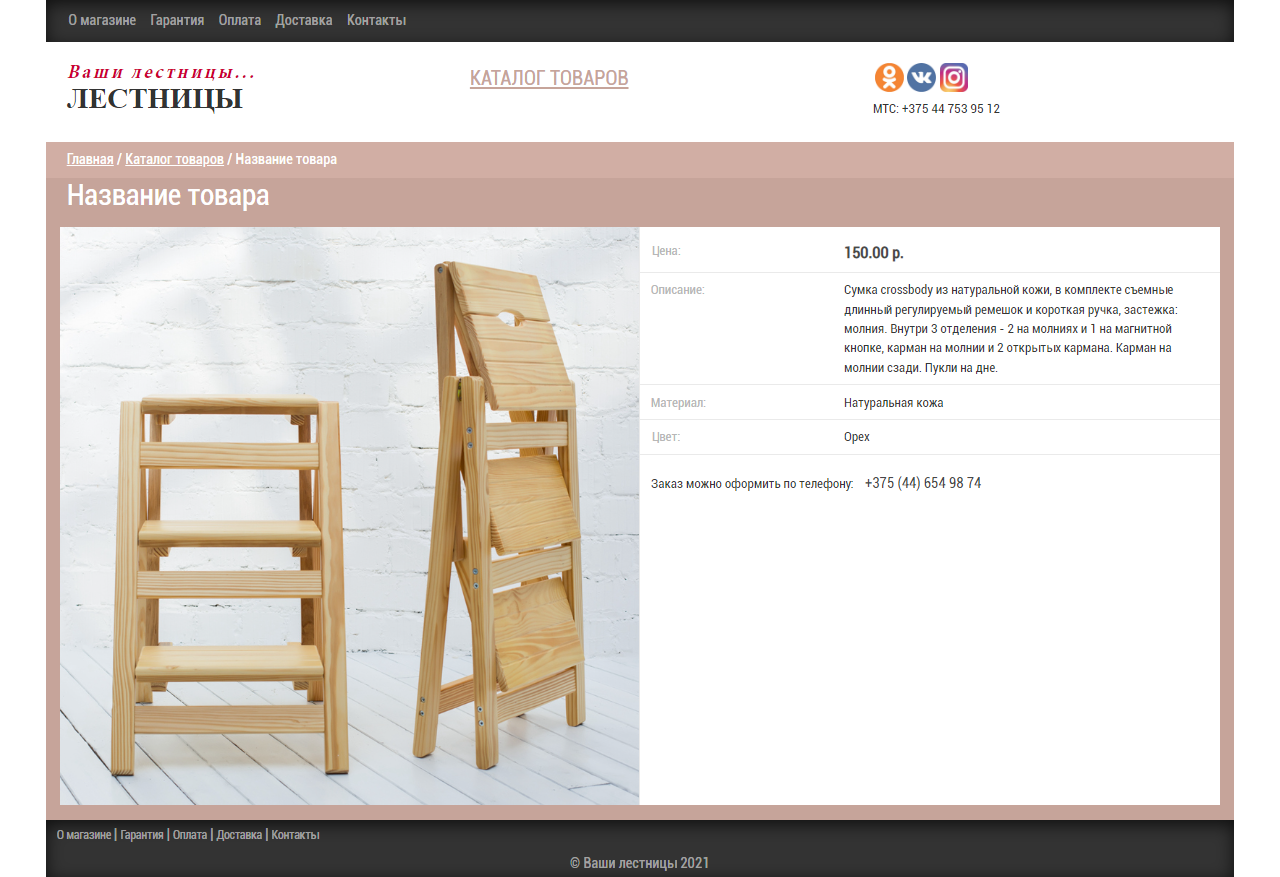 О магазине Гарантия Оплата Доставка Контакты
Ваши лестницы...
ЛЕСТНИЦЫ
КАТАЛОГ ТОВАРОВ
МТС: +375 44 753 95 12
Главная / Каталог товаров / Название товара
Название товара
Цена: 150.00 р.
Описание: Сумка crossbody из натуральной кожи, в комплекте съемные
длинный регулируемый ремешок и короткая ручка, застежка:
молния. Внутри 3 отделения - 2 на молниях и 1 на магнитной
кнопке, карман на молнии и 2 открытых кармана. Карман на
молнии сзади. Пукли на дне.
Материал: Натуральная кожа
Цвет: Орех
Заказ можно оформить по телефону: +375 (44) 654 98 74
О магазине | Гарантия | Оплата | Доставка | Контакты
© Ваши лестницы 2021